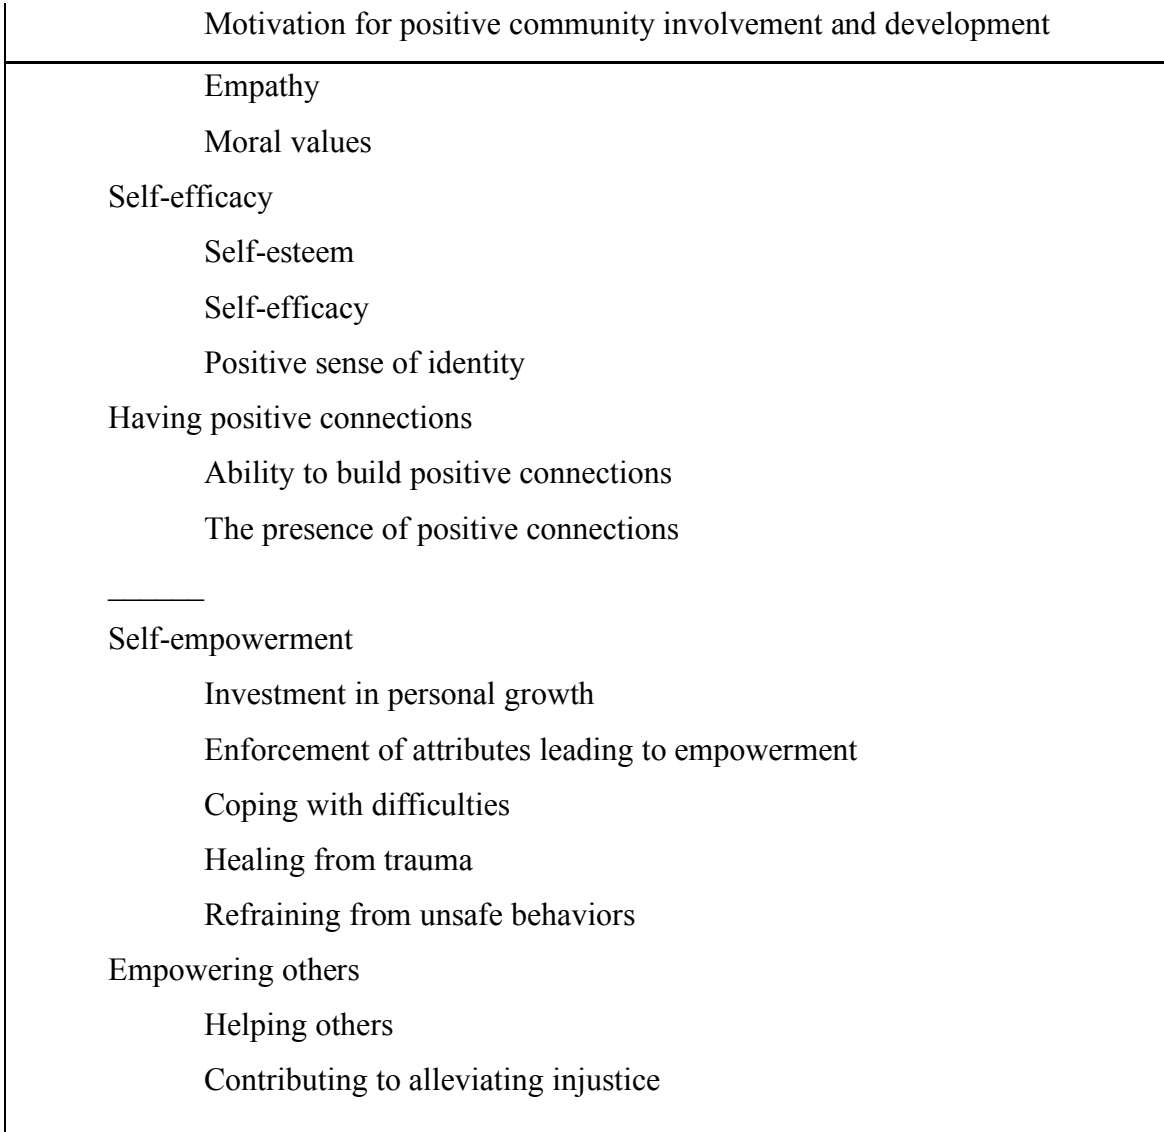 Motivation for positive community involvement and development
Empathy
Moral values
Self-efficacy
Self-esteem
Self-efficacy
Positive sense of identity
Having positive connections
Ability to build positive connections
The presence of positive connections
______
Self-empowerment
Investment in personal growth
Enforcement of attributes leading to empowerment
Coping with difficulties
Healing from trauma
Refraining from unsafe behaviors
Empowering others
Helping others
Contributing to alleviating injustice